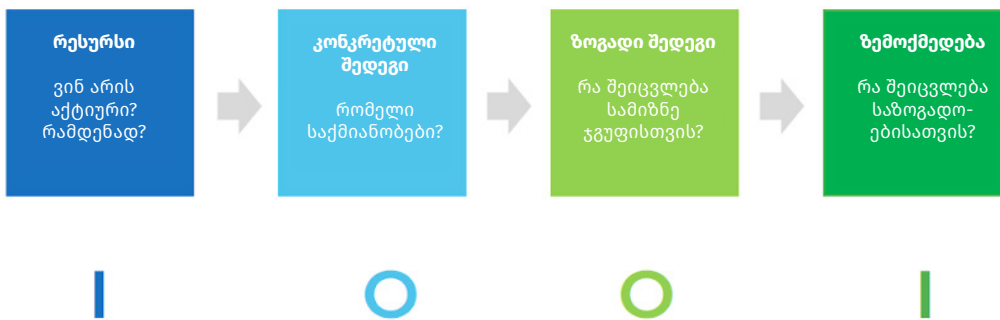 რესურსი
ვინ არის
აქტიური?
რამდენად?
კონკრეტული
შედეგი
რომელი
საქმიანობები?
ზოგადი შედეგი
რა შეიცვლება
სამიზნე
ჯგუფისთვის?
ზემოქმედება
რა შეიცვლება
საზოგადო-
ებისათვის?
I O O I